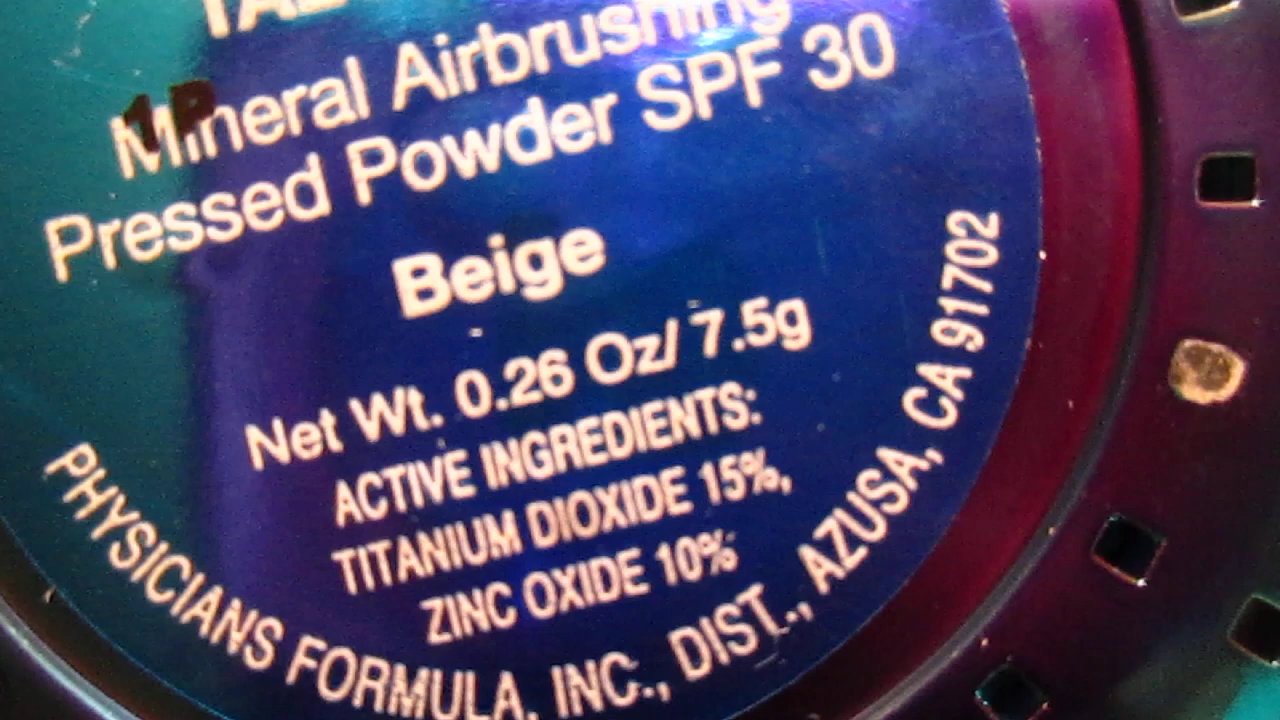 Mineral Airbrushing
Pressed Powder SPF 30
Beige
Net Wt. 0.26 Oz/ 7.5g
ACTIVE INGREDIENTS:
TITANIUM DIOXIDE 15%,
ZINC OXIDE 10%
PHYSICIANS FORMULA, INC., DIST., AZUSA, CA 91702
1P